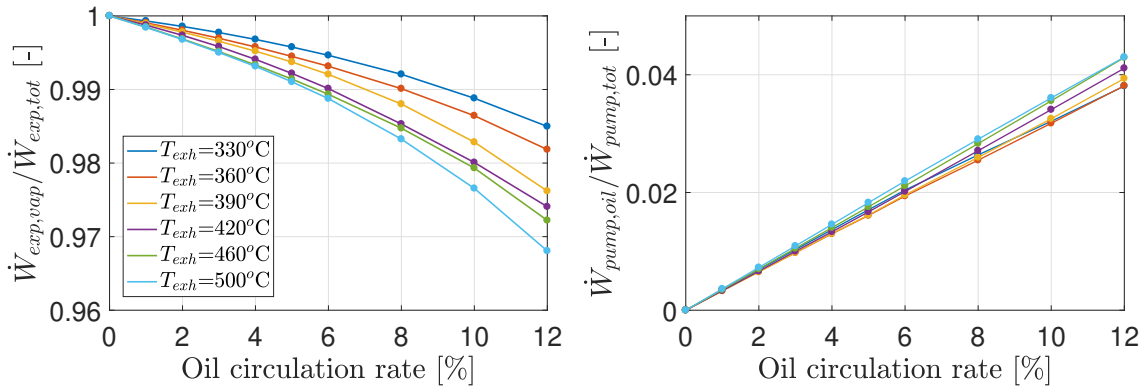 1
0.99
0.98
0.97
0.96
Ẇexp,vap/Ẇexp,tot [-]
Texh=330°C
Texh=360°C
Texh=390°C
Texh=420°C
Texh=460°C
Texh=500°C
0 2 4 6 8 10 12
Oil circulation rate [%]
0.04
0.02
0
Ẇpump,oil/Ẇpump,tot [-]
0 2 4 6 8 10 12
Oil circulation rate [%]